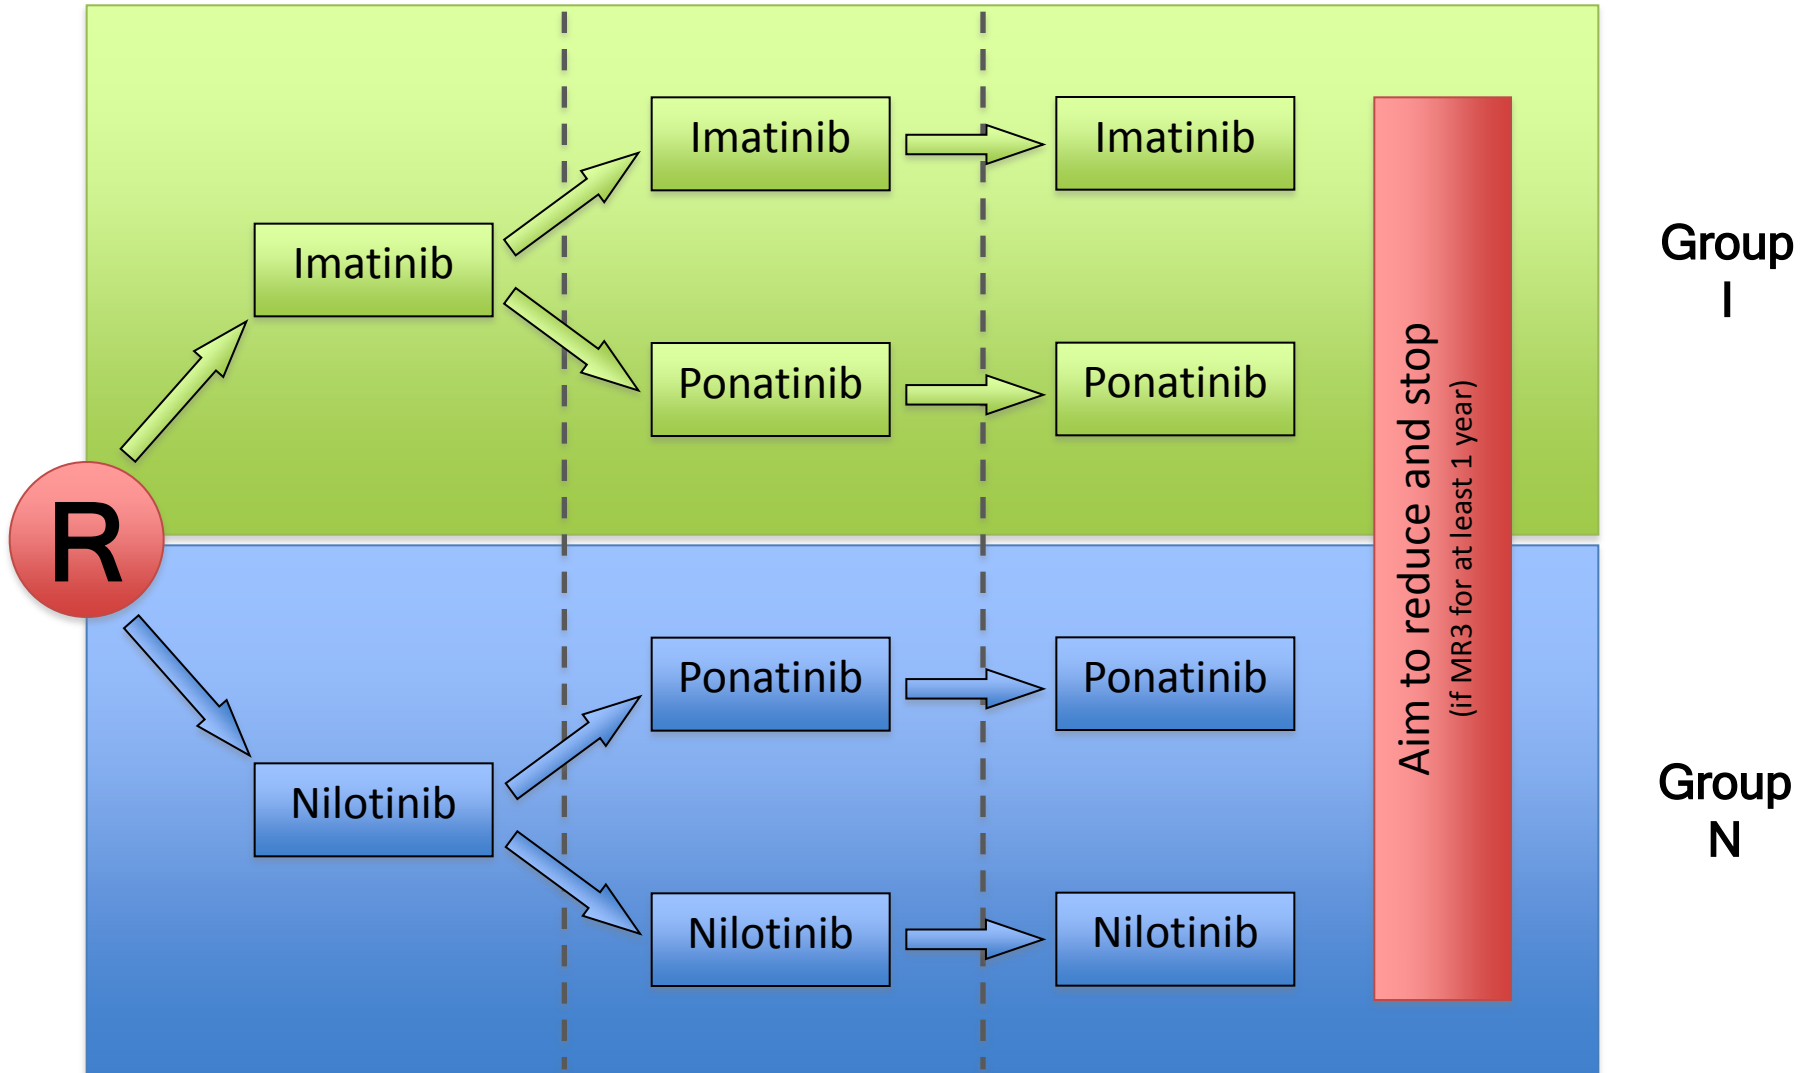 R
Imatinib
Imatinib
Imatinib
Ponatinib
Ponatinib
Group
I
Nilotinib
Ponatinib
Ponatinib
Nilotinib
Nilotinib
Group
N
Aim to reduce and stop
(if MR3 for at least 1 year)